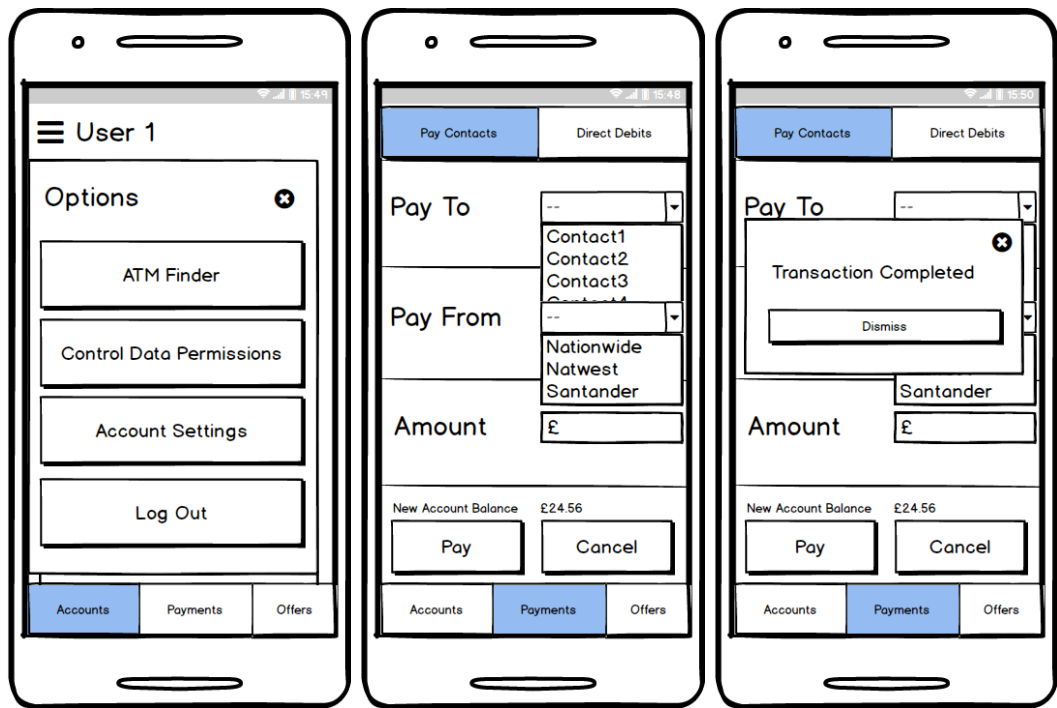 15:49
User 1
Options
ATM Finder
Control Data Permissions
Account Settings
Log Out
Accounts Payments Offers
15:48
Pay Contacts Direct Debits
Pay To --
Contact1
Contact2
Contact3
Contact4
Pay From --
Nationwide
Natwest
Santander
Amount £
New Account Balance £24.56
Pay Cancel
Accounts Payments Offers
15:50
Pay Contacts Direct Debits
Pay To --
Transaction Completed
Dismiss
Santander
Amount £
New Account Balance £24.56
Pay Cancel
Accounts Payments Offers